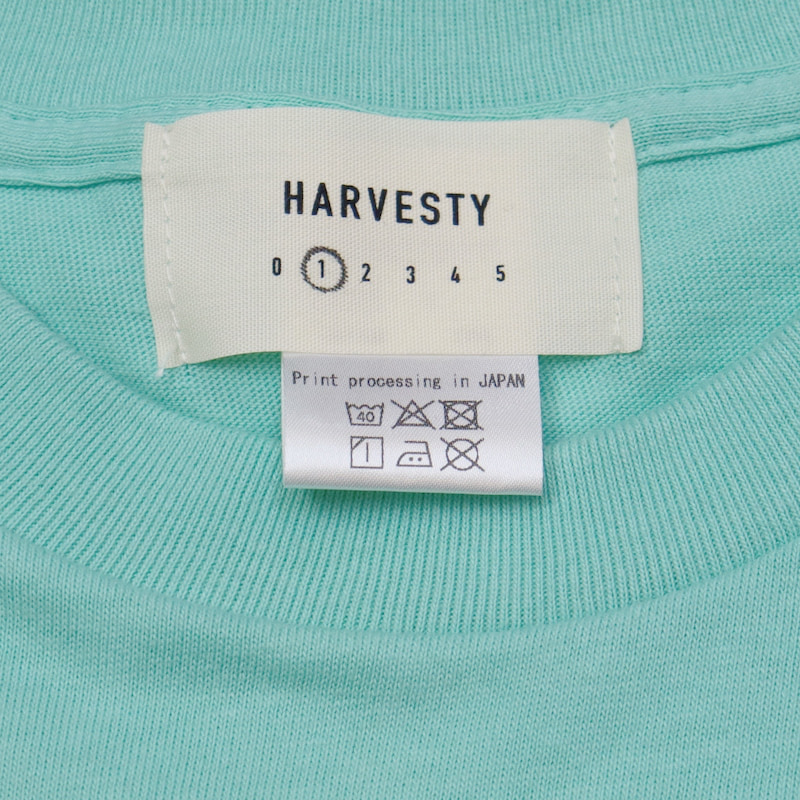 HARVESTY
0 1 2 3 4 5
Print processing in JAPAN
40